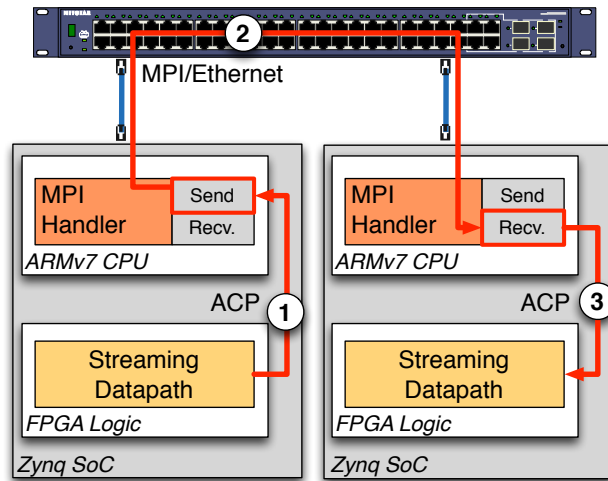 NETGEAR
2
MPI/Ethernet
MPI
Handler
Send
Recv.
ARMv7 CPU
ACP
1
Streaming
Datapath
FPGA Logic
Zynq SoC
MPI
Handler
Send
Recv.
ARMv7 CPU
ACP
3
Streaming
Datapath
FPGA Logic
Zynq SoC